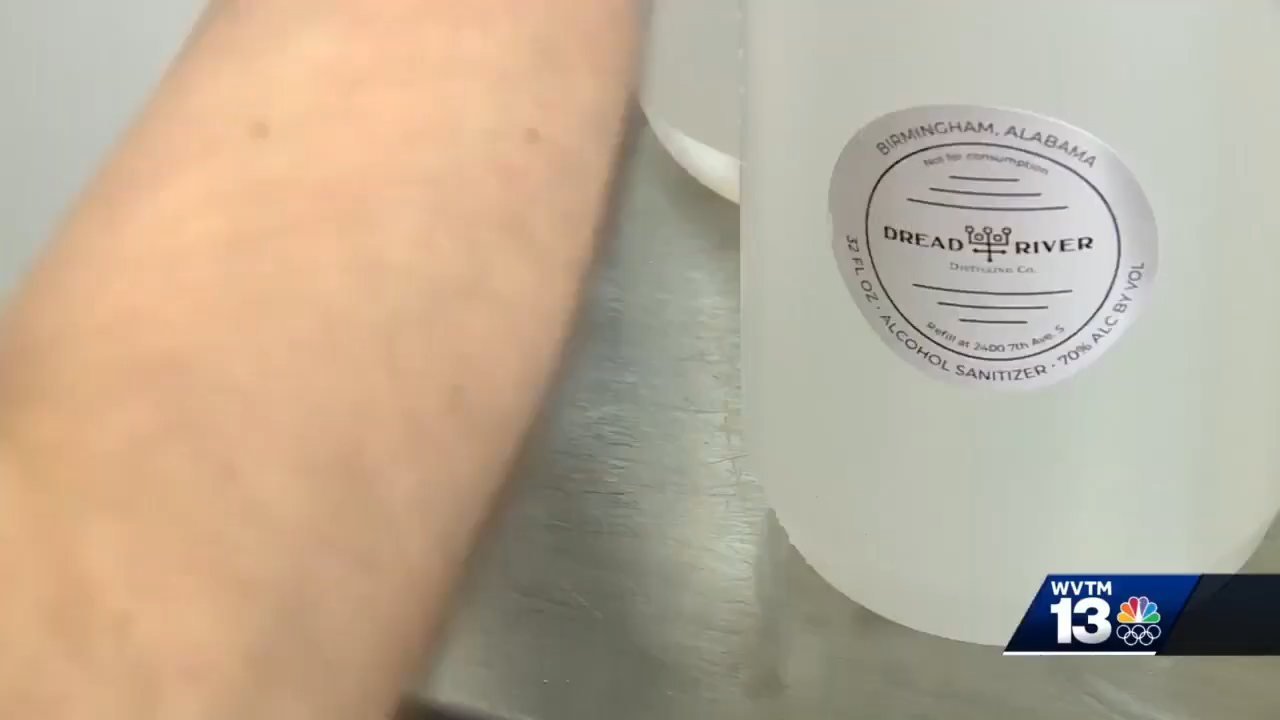 BIRMINGHAM, ALABAMA
Not for consumption
DREAD RIVER
Distilling Co.
Refill at 2400 7th Ave. S
32 FL OZ · ALCOHOL SANITIZER · 70% ALC BY VOL
WVTM
13